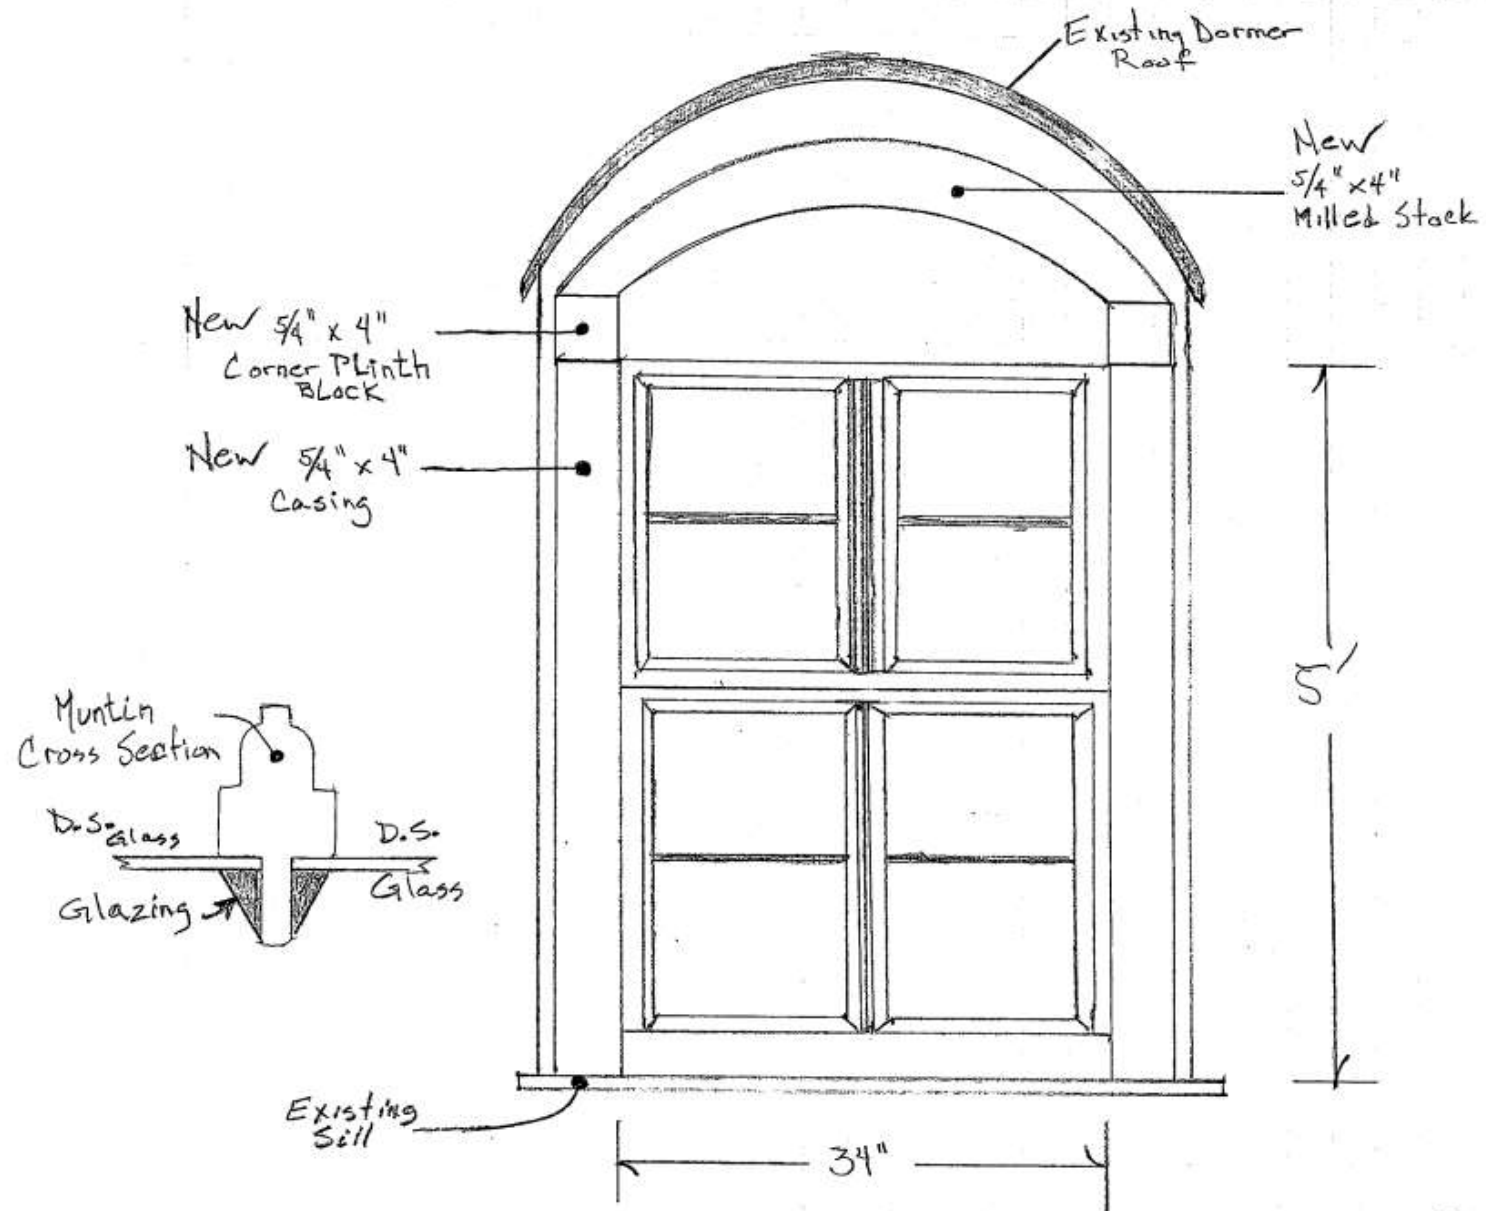 Existing Dormer
Roof
New
5/4" x 4"
Milled Stock
New 5/4" x 4"
Corner Plinth
Block
New 5/4" x 4"
Casing
5'
Muntin
Cross Section
D.S. Glass
D.S.
Glass
Glazing
Existing
Sill
34"